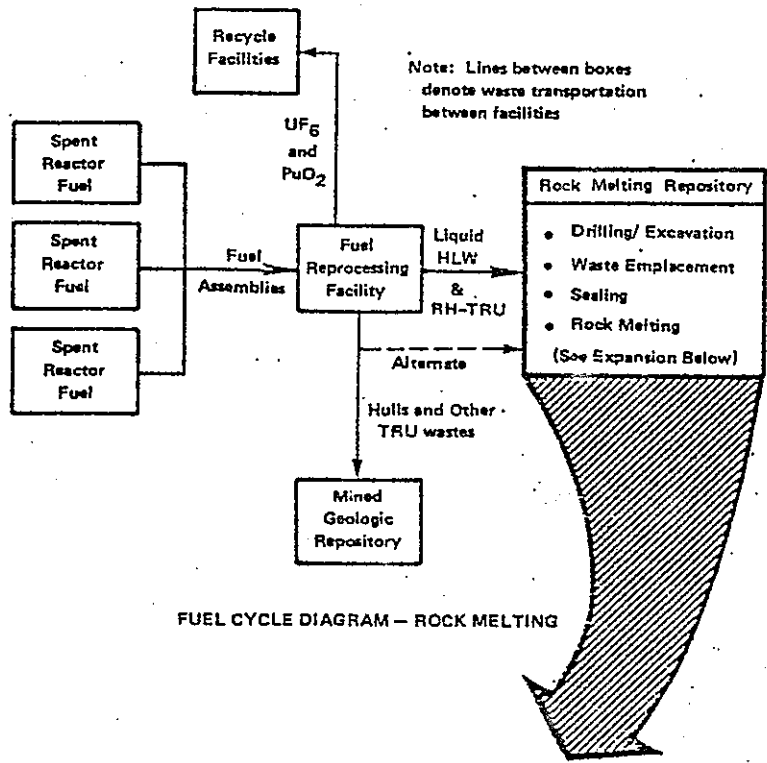 Recycle
Facilities
Note: Lines between boxes
denote waste transportation
between facilities
UF6
and
PuO2
Spent
Reactor
Fuel
Spent
Reactor
Fuel
Spent
Reactor
Fuel
Fuel
Assemblies
Fuel
Reprocessing
Facility
Liquid
HLW
&
RH-TRU
Rock Melting Repository
• Drilling/ Excavation
• Waste Emplacement
• Sealing
• Rock Melting
(See Expansion Below)
Alternate
Hulls and Other
TRU wastes
Mined
Geologic
Repository
FUEL CYCLE DIAGRAM — ROCK MELTING